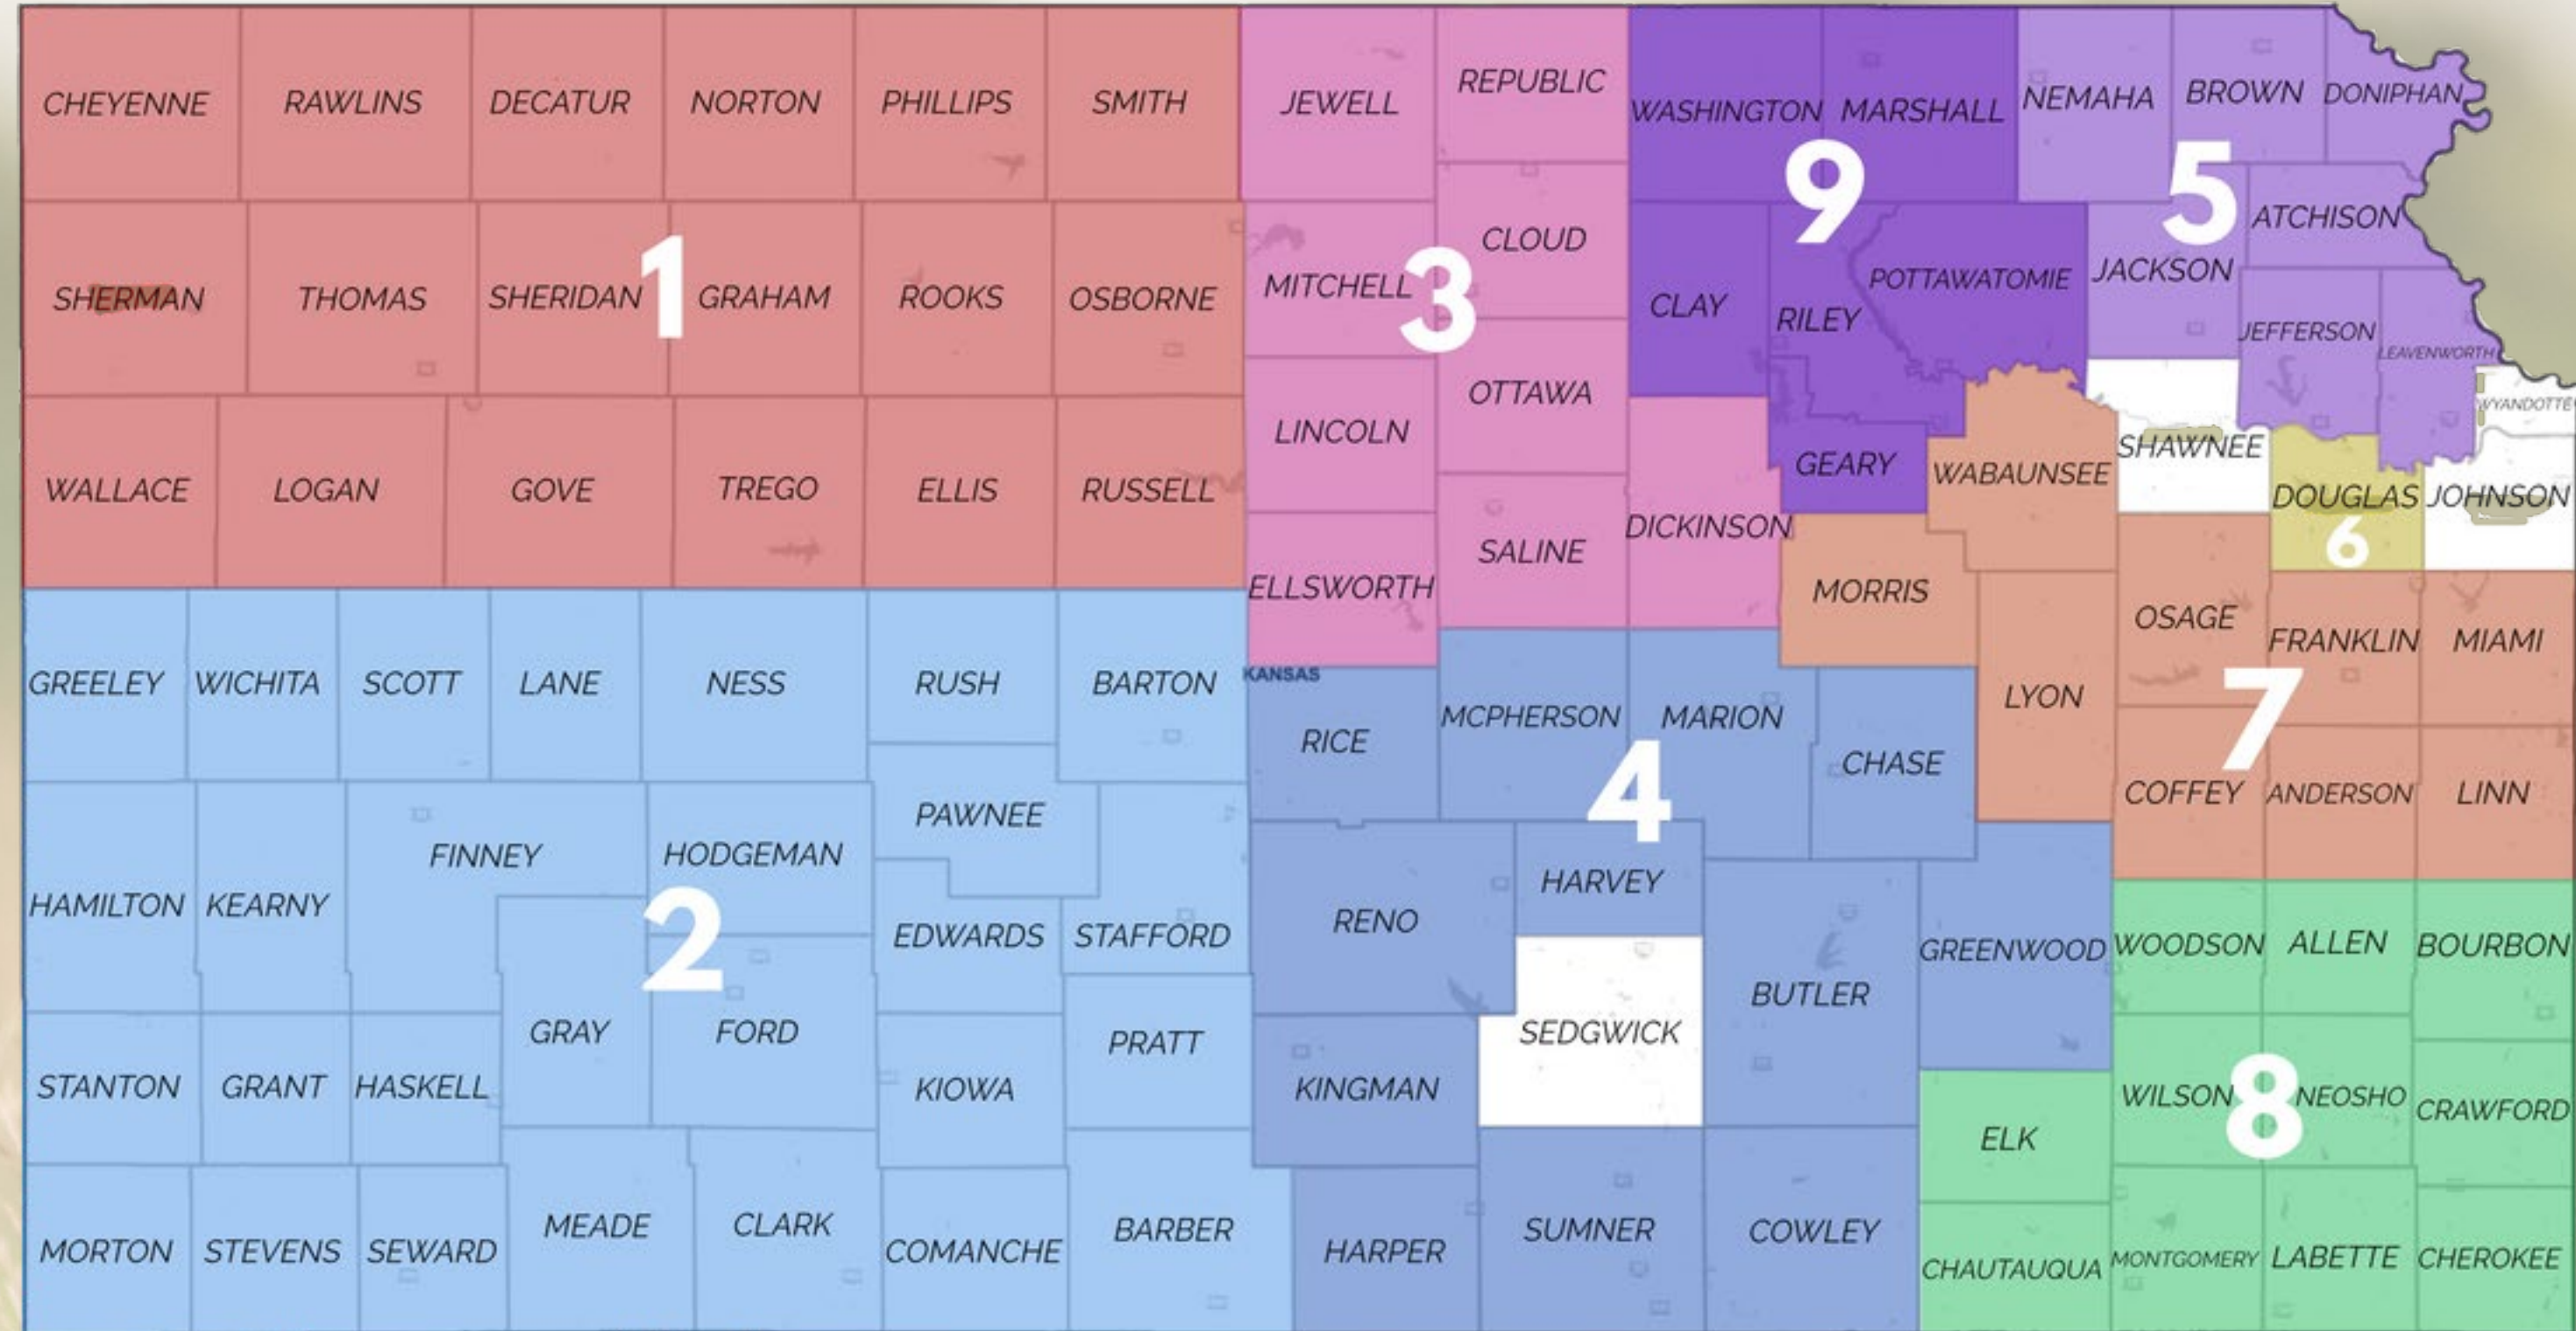 CHEYENNE
RAWLINS
DECATUR
NORTON
PHILLIPS
SMITH
JEWELL
REPUBLIC
WASHINGTON
MARSHALL
NEMAHA
BROWN
DONIPHAN
9
5
ATCHISON
CLOUD
SHERMAN
THOMAS
SHERIDAN
1
GRAHAM
ROOKS
OSBORNE
MITCHELL
3
CLAY
RILEY
POTTAWATOMIE
JACKSON
JEFFERSON
LEAVENWORTH
WYANDOTTE
LINCOLN
OTTAWA
GEARY
WABAUNSEE
SHAWNEE
WALLACE
LOGAN
GOVE
TREGO
ELLIS
RUSSELL
DICKINSON
DOUGLAS
6
JOHNSON
ELLSWORTH
SALINE
MORRIS
OSAGE
FRANKLIN
MIAMI
GREELEY
WICHITA
SCOTT
LANE
NESS
RUSH
BARTON
KANSAS
RICE
MCPHERSON
MARION
CHASE
LYON
7
4
COFFEY
ANDERSON
LINN
PAWNEE
FINNEY
HODGEMAN
HAMILTON
KEARNY
2
EDWARDS
STAFFORD
RENO
HARVEY
GREENWOOD
WOODSON
ALLEN
BOURBON
GRAY
FORD
PRATT
SEDGWICK
BUTLER
STANTON
GRANT
HASKELL
KIOWA
KINGMAN
ELK
WILSON
8
NEOSHO
CRAWFORD
MORTON
STEVENS
SEWARD
MEADE
CLARK
COMANCHE
BARBER
HARPER
SUMNER
COWLEY
CHAUTAUQUA
MONTGOMERY
LABETTE
CHEROKEE